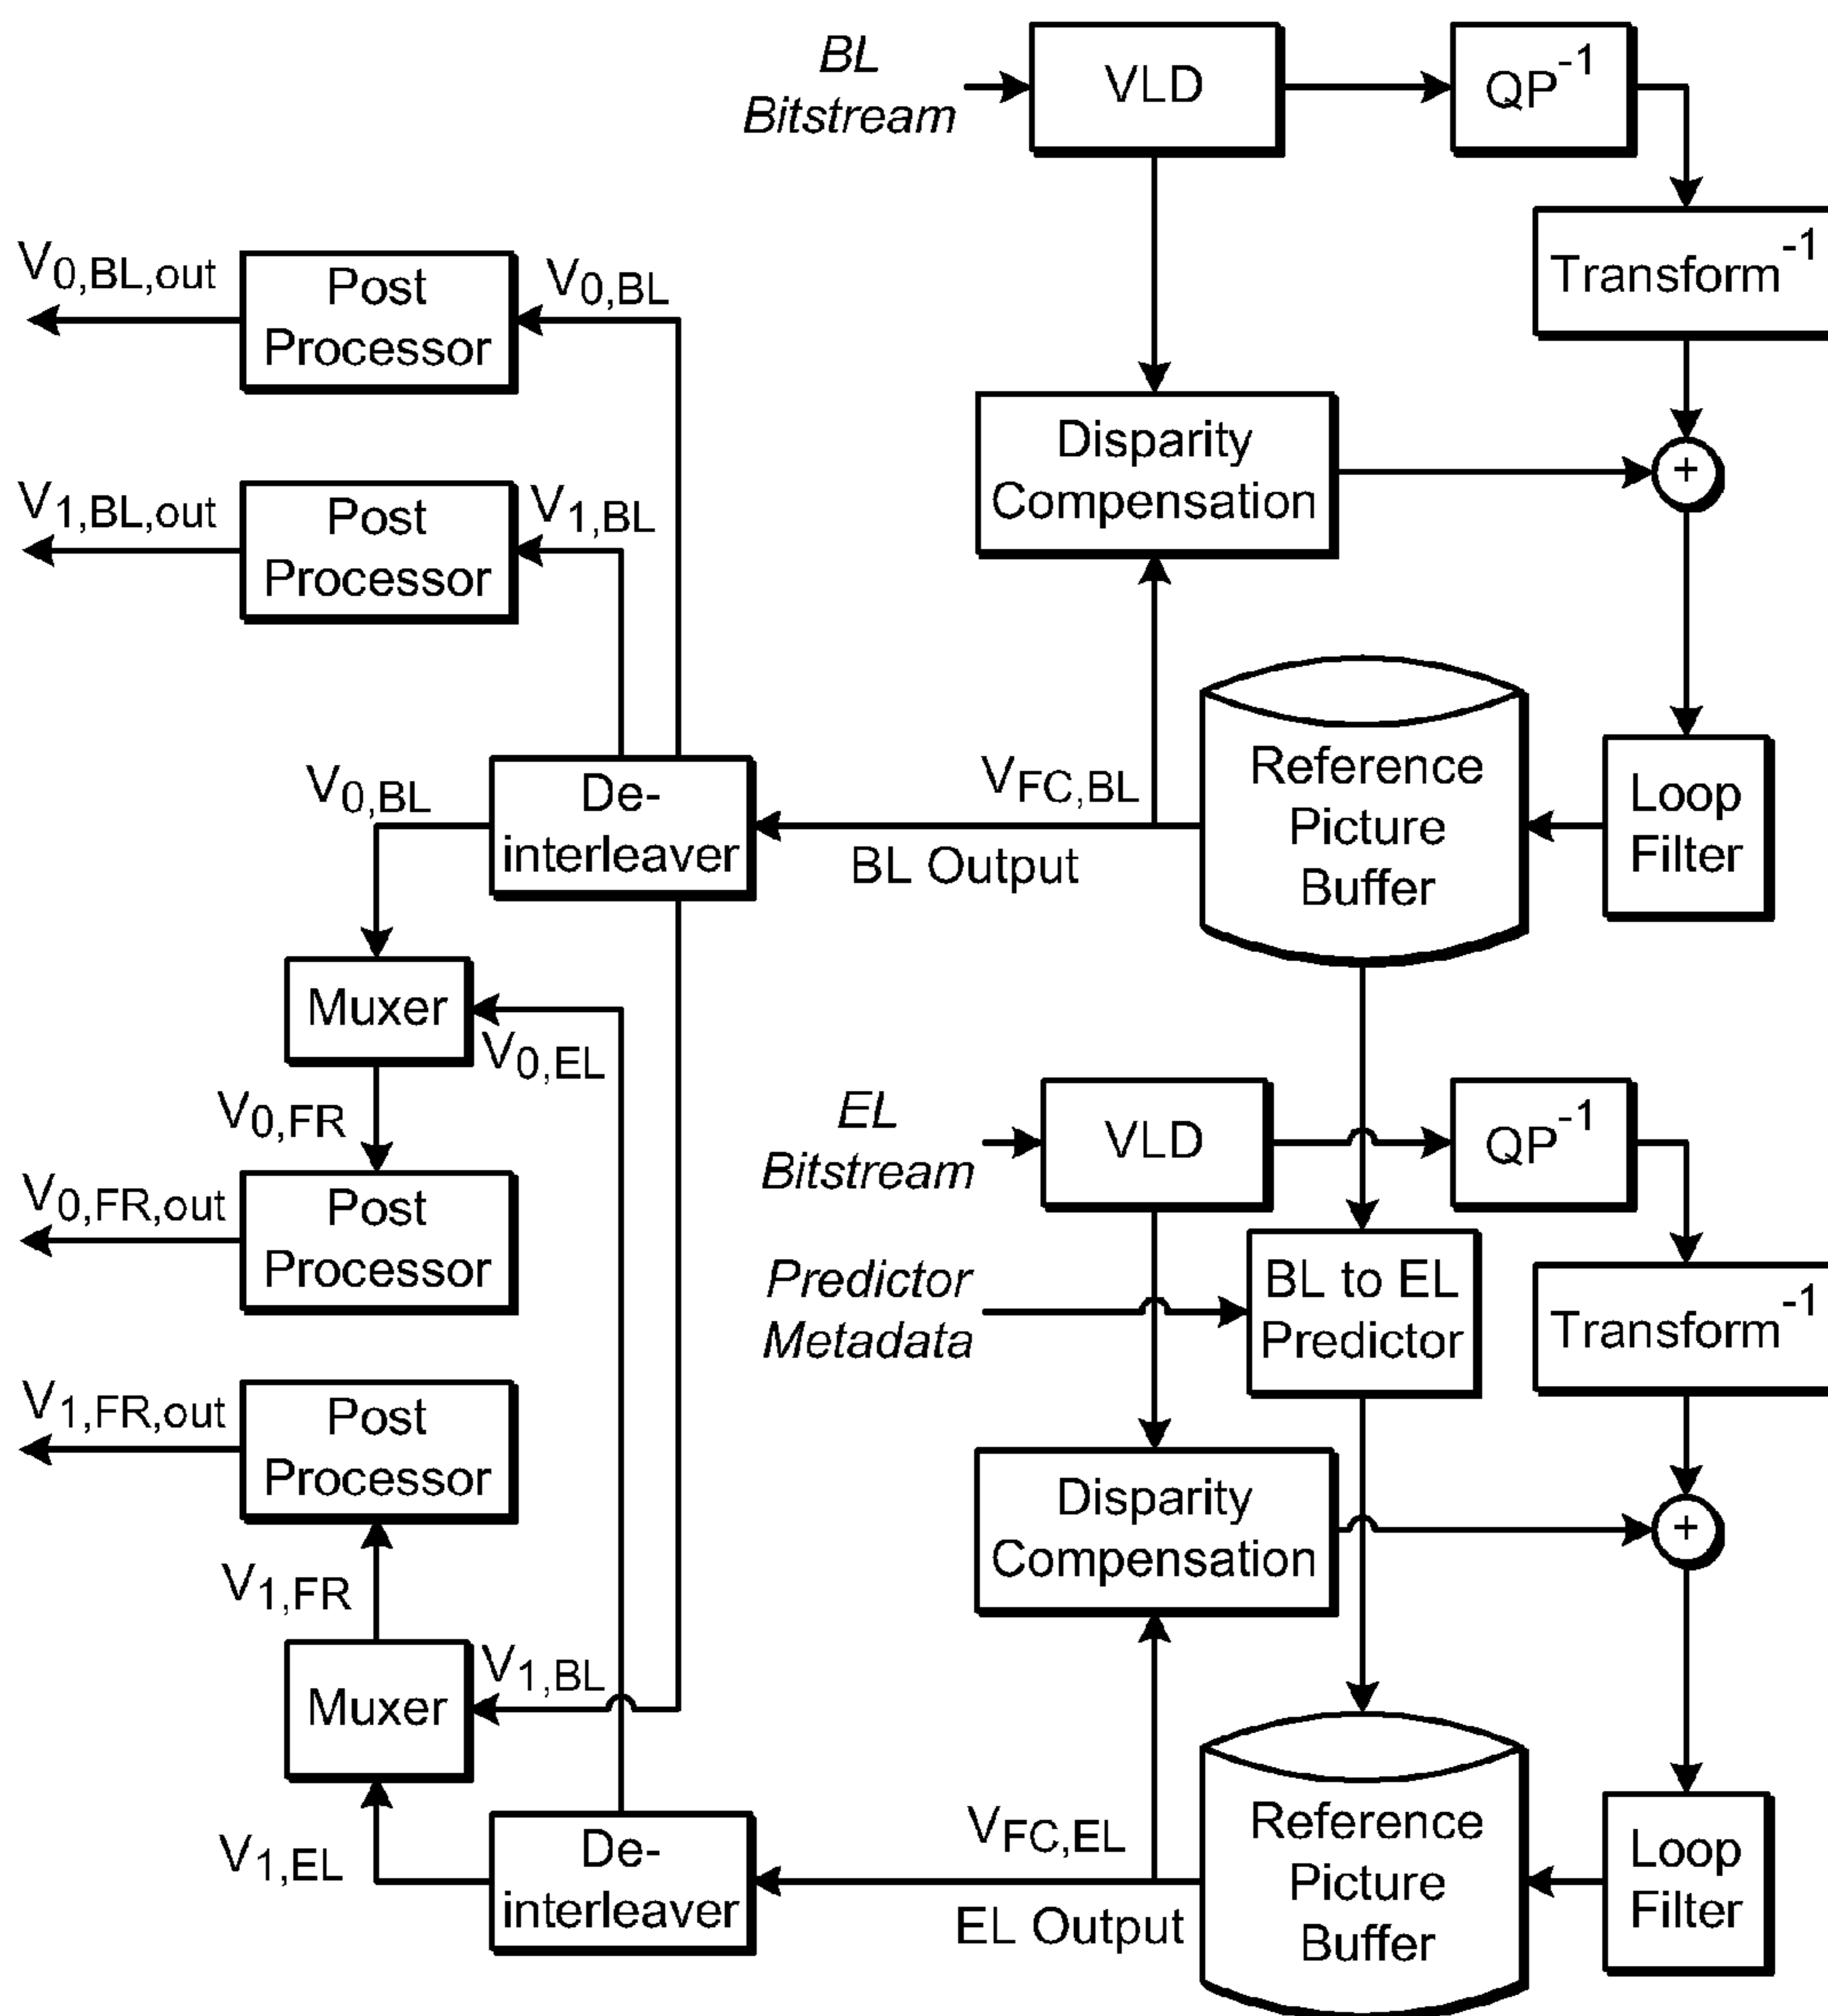 BL
Bitstream
VLD
QP-1
Transform-1
V0,BL,out
Post
Processor
V0,BL
Disparity
Compensation
+
V1,BL,out
Post
Processor
V1,BL
V0,BL
De-
interleaver
VFC,BL
BL Output
Reference
Picture
Buffer
Loop
Filter
Muxer
V0,EL
V0,FR
EL
Bitstream
VLD
QP-1
V0,FR,out
Post
Processor
Predictor
Metadata
BL to EL
Predictor
Transform-1
V1,FR,out
Post
Processor
Disparity
Compensation
+
V1,FR
Muxer
V1,BL
V1,EL
De-
interleaver
VFC,EL
EL Output
Reference
Picture
Buffer
Loop
Filter